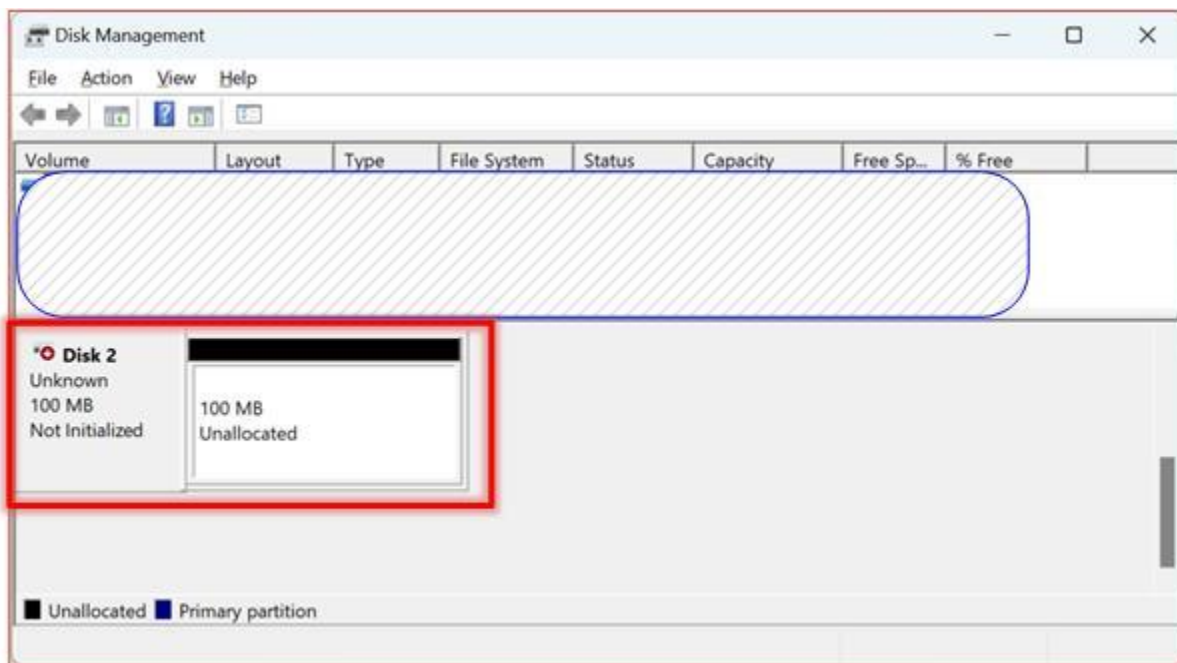 Disk Management
File Action View Help
Volume Layout Type File System Status Capacity Free Sp... % Free
Disk 2
Unknown
100 MB
Not Initialized
100 MB
Unallocated
Unallocated Primary partition